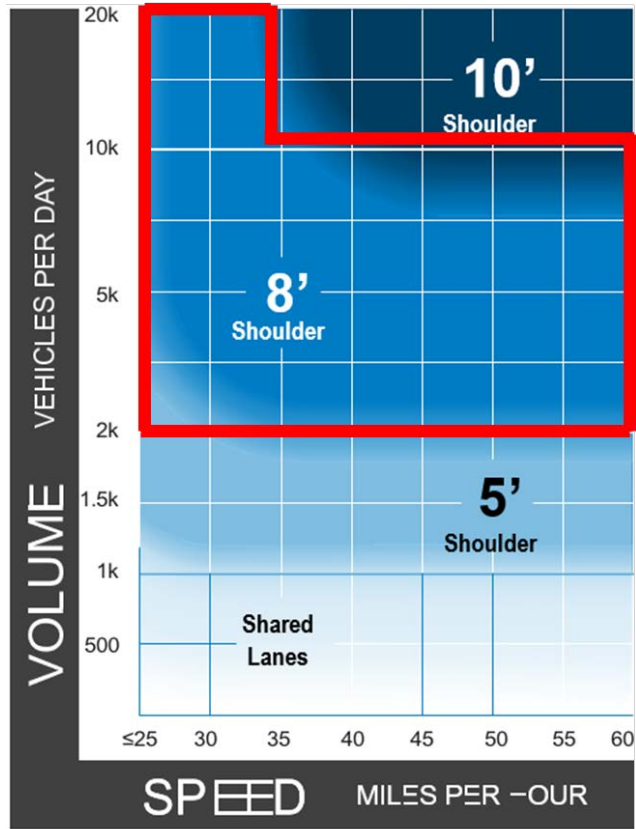 20k
10'
Shoulder
10k
VEHICLES PER DAY
5k
8'
Shoulder
2k
1.5k
5'
Shoulder
VOLUME
1k
500
Shared
Lanes
≤25 30 35 40 45 50 55 60
SPEED MILES PER -OUR